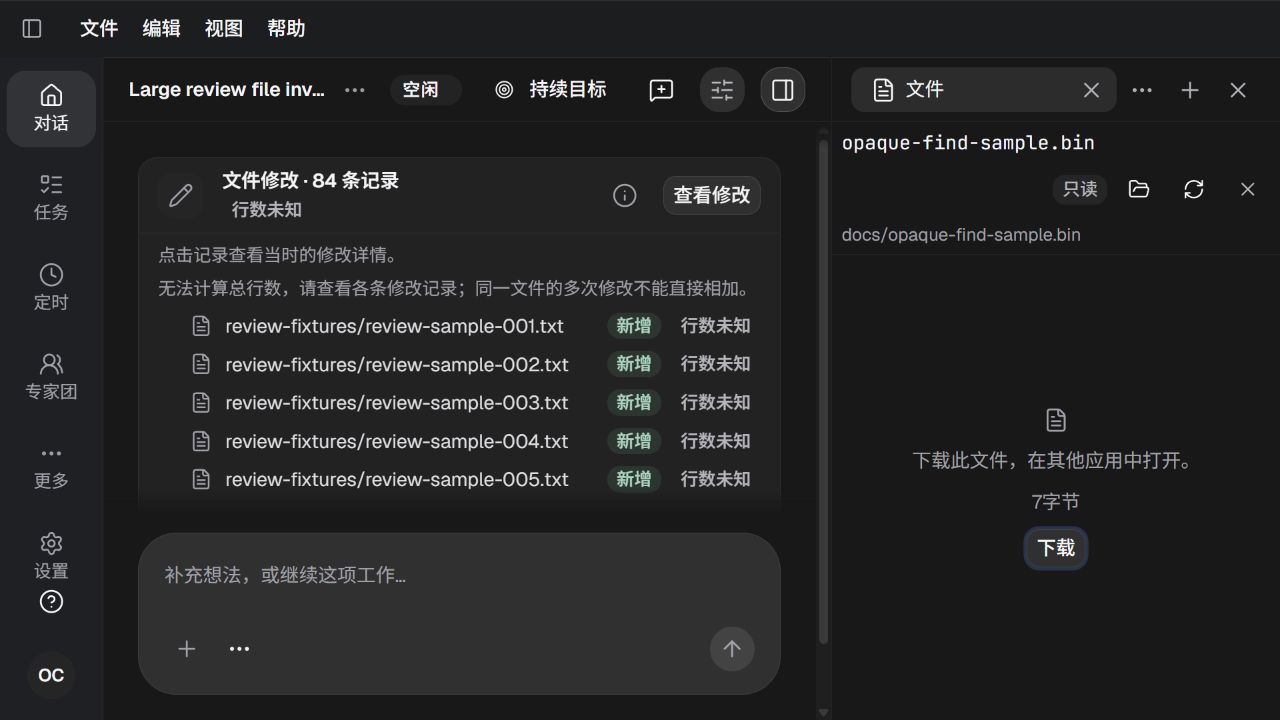 文件 编辑 视图 帮助
对话
任务
定时
专家团
更多
设置
OC
Large review file inv... 空闲 持续目标
文件修改 · 84 条记录
行数未知
查看修改
点击记录查看当时的修改详情。
无法计算总行数，请查看各条修改记录；同一文件的多次修改不能直接相加。
review-fixtures/review-sample-001.txt 新增 行数未知
review-fixtures/review-sample-002.txt 新增 行数未知
review-fixtures/review-sample-003.txt 新增 行数未知
review-fixtures/review-sample-004.txt 新增 行数未知
review-fixtures/review-sample-005.txt 新增 行数未知
补充想法，或继续这项工作...
文件
opaque-find-sample.bin
只读
docs/opaque-find-sample.bin
下载此文件，在其他应用中打开。
7字节
下载